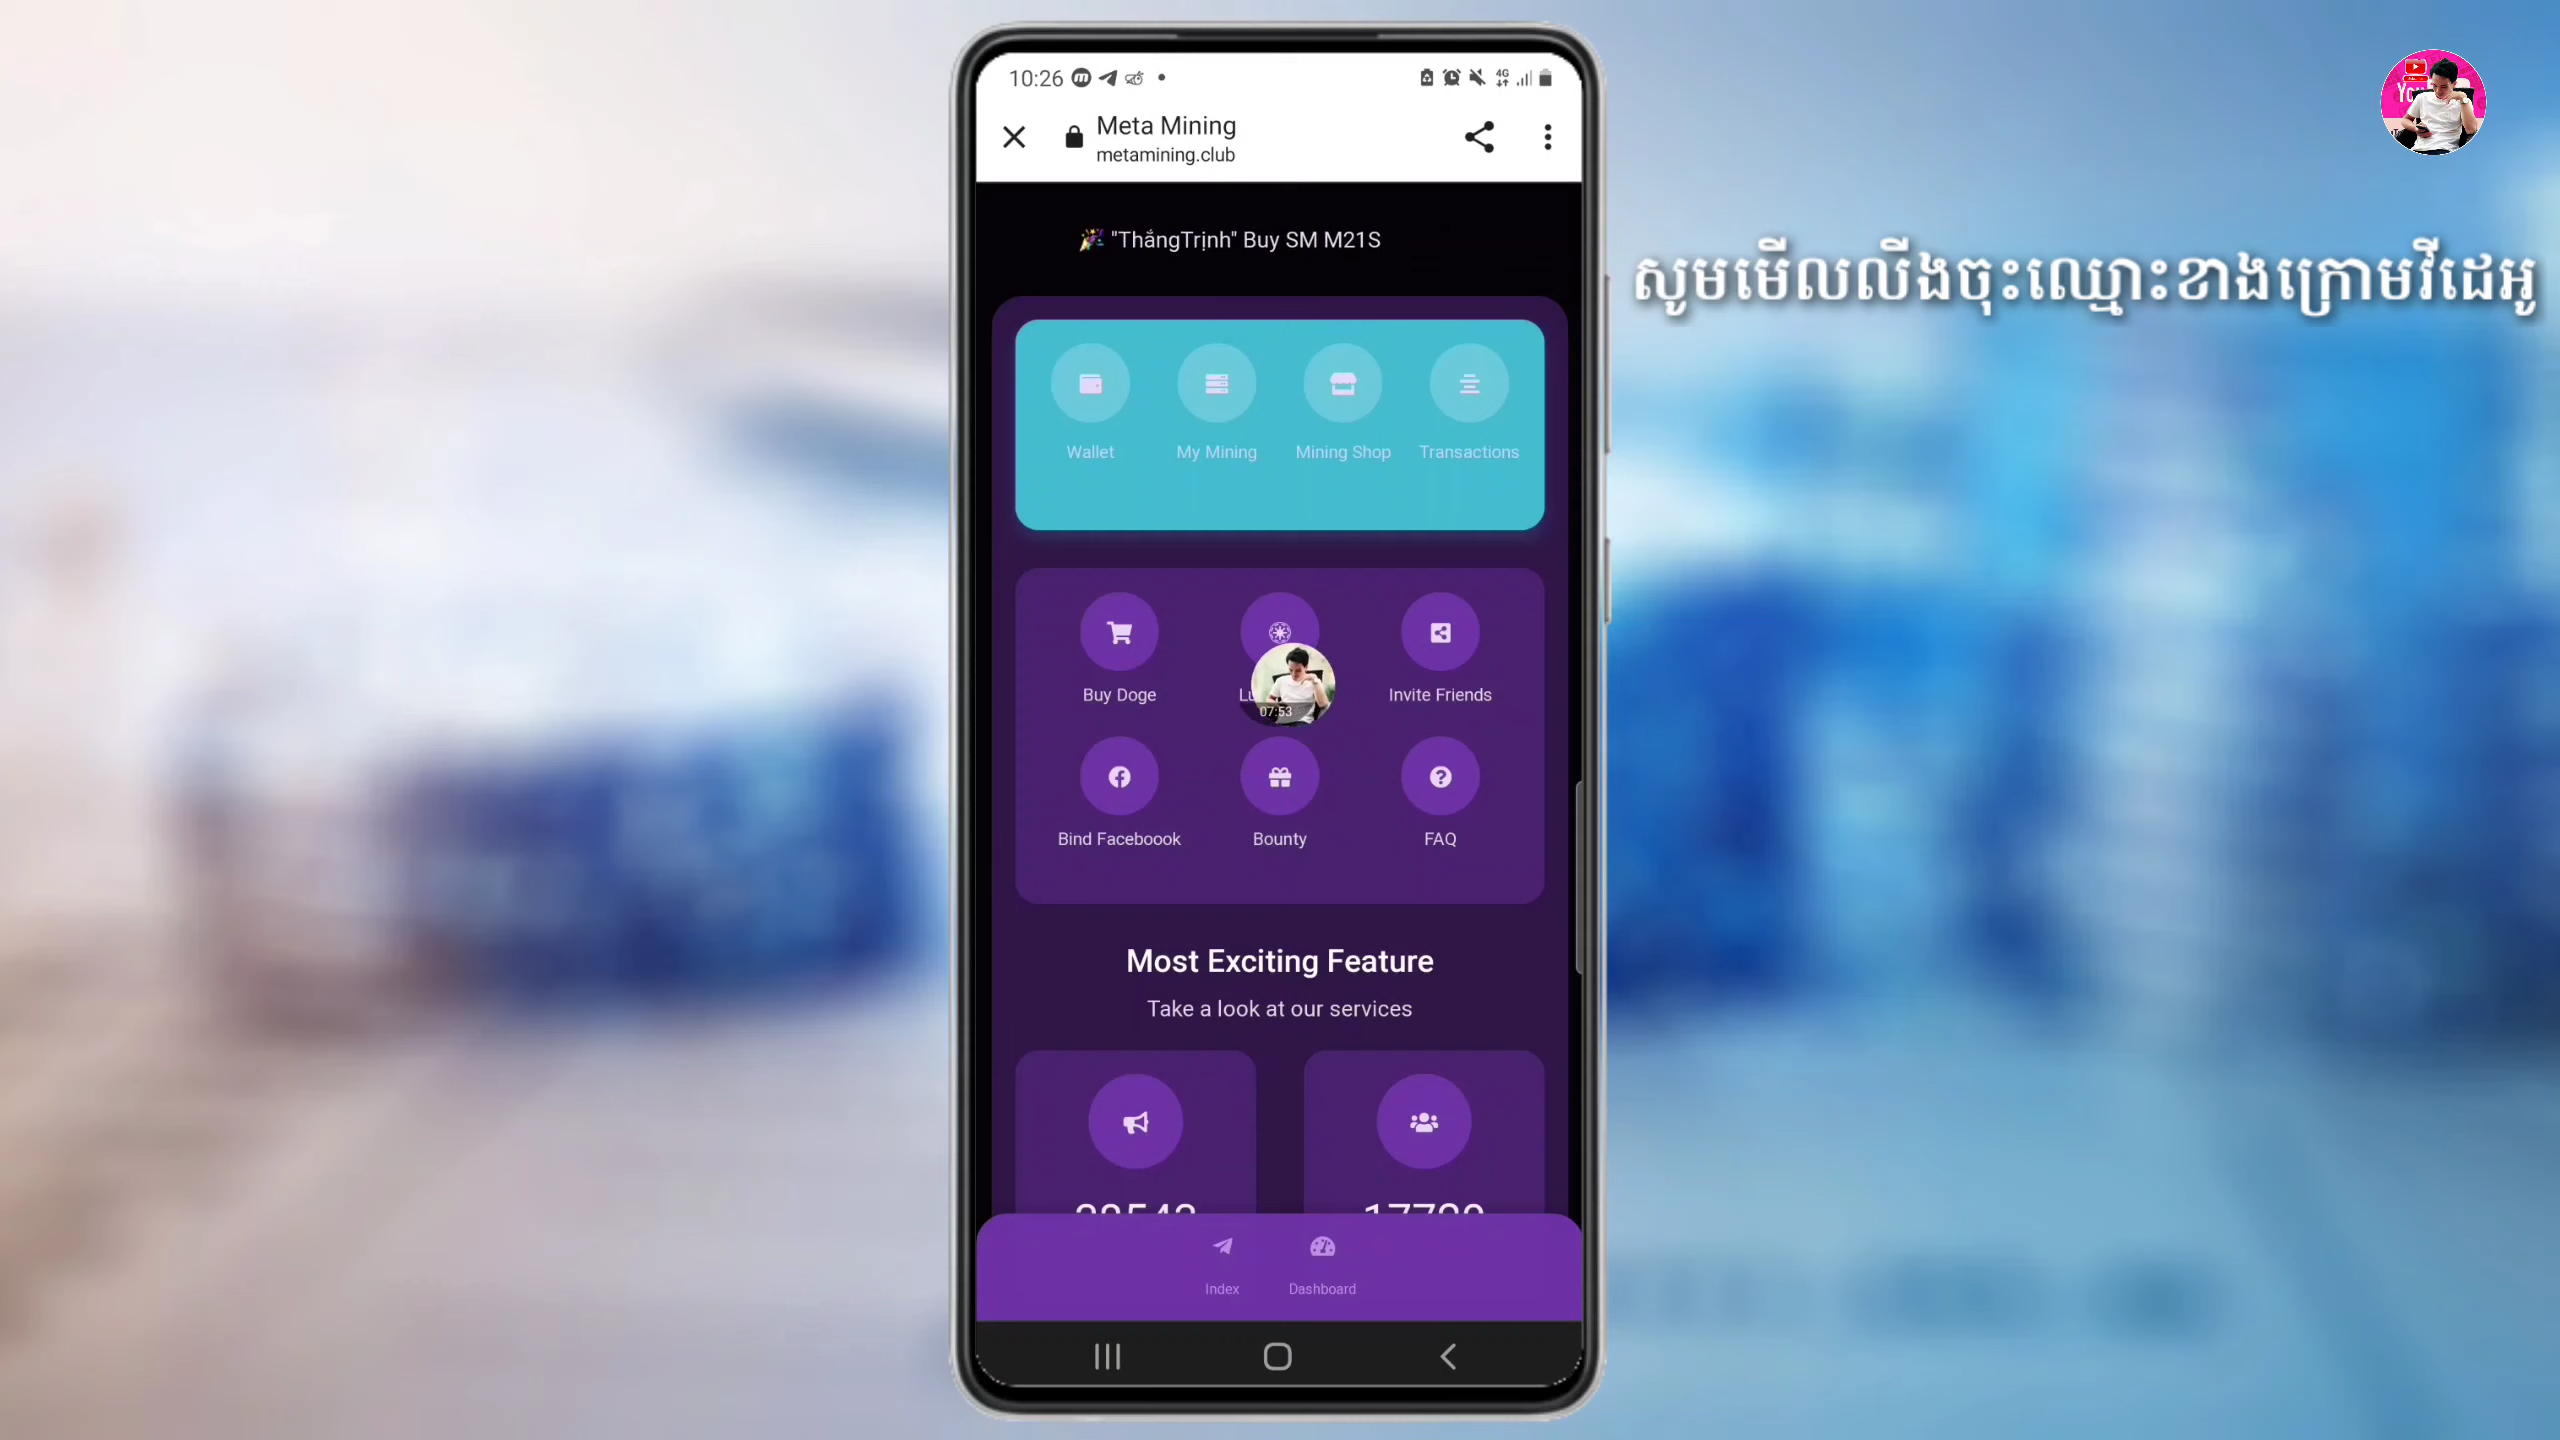 10:26
4G
Meta Mining
metamining.club
"ThắngTrịnh" Buy SM M21S
សូមមើលលីងចុះឈ្មោះខាងក្រោមវីដេអូ
Wallet
My Mining
Mining Shop
Transactions
Buy Doge
Invite Friends
07:53
Bind Faceboook
Bounty
FAQ
Most Exciting Feature
Take a look at our services
Index
Dashboard